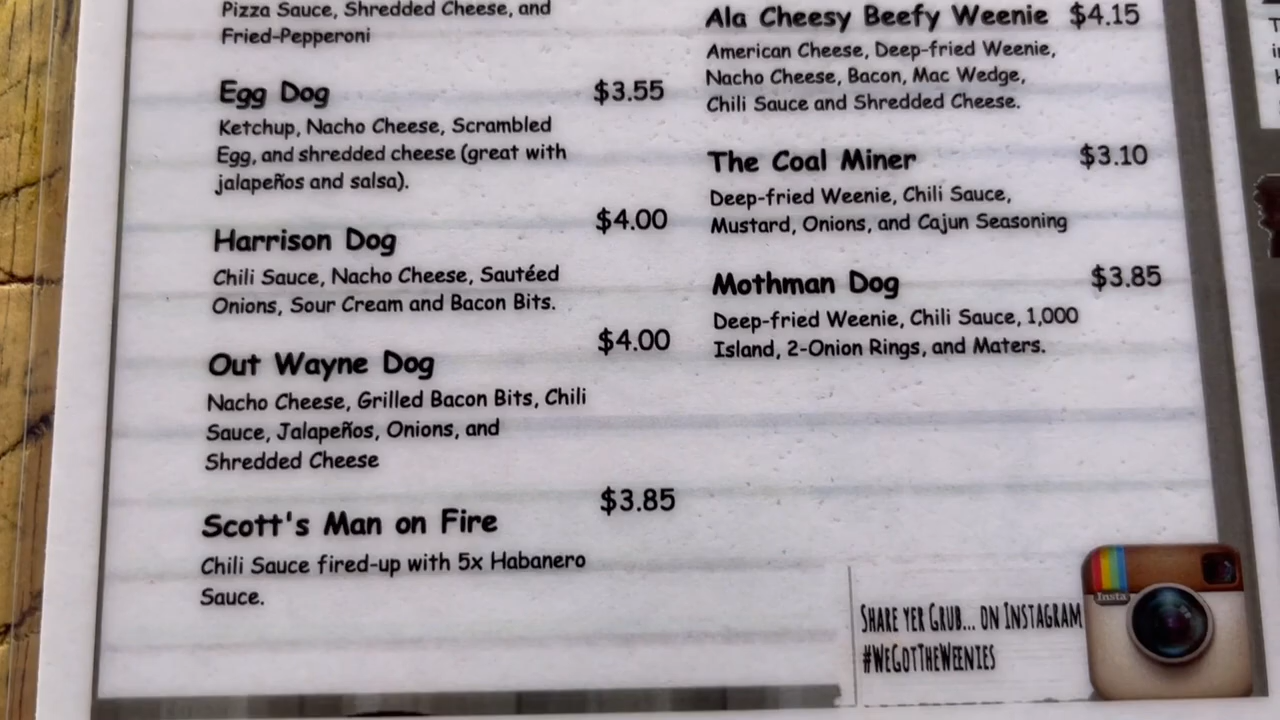 Pizza Sauce, Shredded Cheese, and
Fried-Pepperoni
Egg Dog $3.55
Ketchup, Nacho Cheese, Scrambled
Egg, and shredded cheese (great with
jalapeños and salsa).
Harrison Dog $4.00
Chili Sauce, Nacho Cheese, Sautéed
Onions, Sour Cream and Bacon Bits.
Out Wayne Dog $4.00
Nacho Cheese, Grilled Bacon Bits, Chili
Sauce, Jalapeños, Onions, and
Shredded Cheese
Scott's Man on Fire $3.85
Chili Sauce fired-up with 5x Habanero
Sauce.
Ala Cheesy Beefy Weenie $4.15
American Cheese, Deep-fried Weenie,
Nacho Cheese, Bacon, Mac Wedge,
Chili Sauce and Shredded Cheese.
The Coal Miner $3.10
Deep-fried Weenie, Chili Sauce,
Mustard, Onions, and Cajun Seasoning
Mothman Dog $3.85
Deep-fried Weenie, Chili Sauce, 1,000
Island, 2-Onion Rings, and Maters.
Share yer Grub... on Instagram
#WeGotTheWeenies
Insta